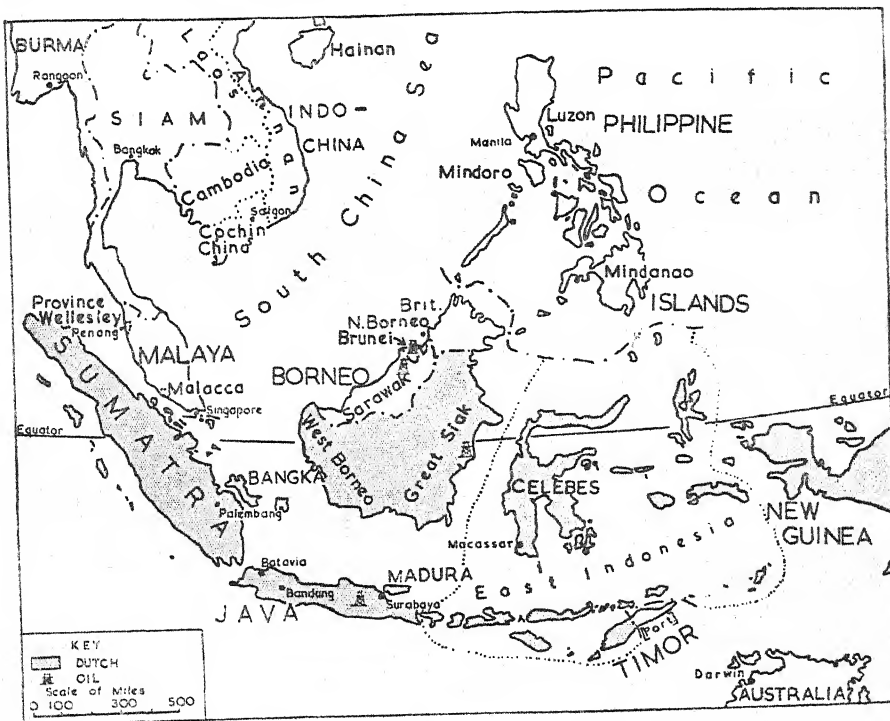 BURMA
Rangoon
Laos
Annam
Hainan
Pacific
SIAM
INDO-
CHINA
Luzon
PHILIPPINE
Manila
Bangkok
Cambodia
Mindoro
Ocean
Saigon
Cochin
China
South China Sea
Mindanao
ISLANDS
Province
Wellesley
Penang
Brit.
N. Borneo
Brunei
MALAYA
BORNEO
Sarawak
Malacca
Singapore
SUMATRA
Equator
Equator
West Borneo
Great Siak
BANGKA
CELEBES
Palembang
NEW
GUINEA
Macassar
East Indonesia
Batavia
MADURA
Bandung
Surabaya
JAVA
[Port]
TIMOR
Darwin
AUSTRALIA
KEY
DUTCH
OIL
Scale of Miles
0 100 300 500